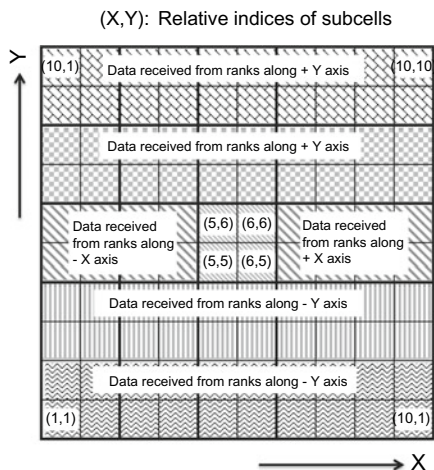 (X,Y): Relative indices of subcells
Y
(10,1)
Data received from ranks along + Y axis
(10,10
Data received from ranks along + Y axis
Data received
from ranks along
- X axis
(5,6)
(6,6)
(5,5)
(6,5)
Data received
from ranks along
+ X axis
Data received from ranks along - Y axis
Data received from ranks along - Y axis
(1,1)
(10,1)
X